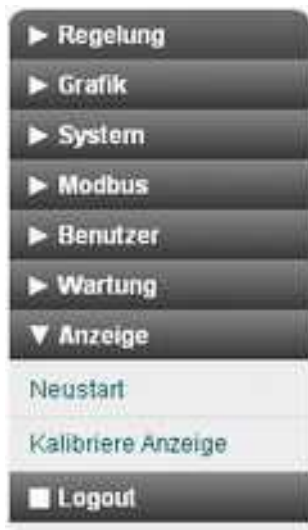 Regelung
Grafik
System
Modbus
Benutzer
Wartung
Anzeige
Neustart
Kalibriere Anzeige
Logout